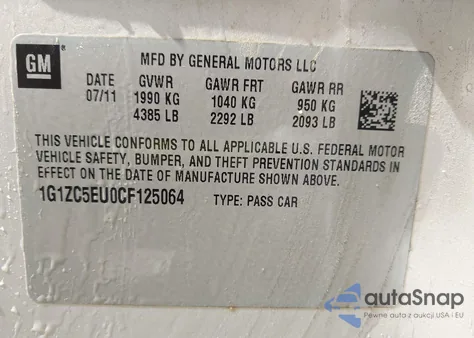 GM
MFD BY GENERAL MOTORS LLC
DATE GVWR GAWR FRT GAWR RR
07/11 1990 KG 1040 KG 950 KG
4385 LB 2292 LB 2093 LB
THIS VEHICLE CONFORMS TO ALL APPLICABLE U.S. FEDERAL MOTOR
VEHICLE SAFETY, BUMPER, AND THEFT PREVENTION STANDARDS IN
EFFECT ON THE DATE OF MANUFACTURE SHOWN ABOVE.
1G1ZC5EU0CF125064 TYPE: PASS CAR
autoSnap
Pewne auta z aukcji USA i EU